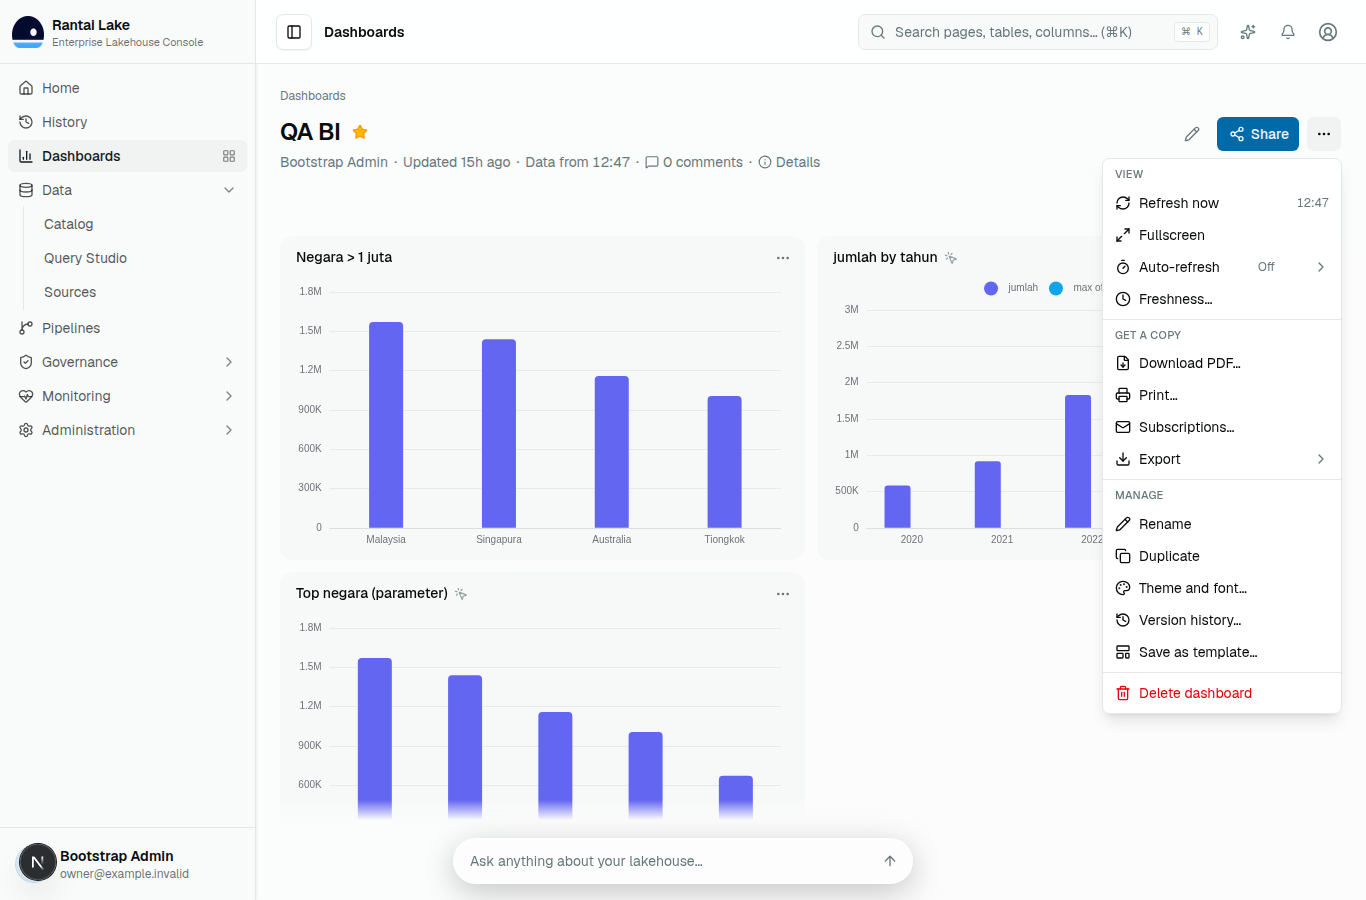 Rantai Lake
Enterprise Lakehouse Console
Home
History
Dashboards
Data
Catalog
Query Studio
Sources
Pipelines
Governance
Monitoring
Administration
N
Bootstrap Admin
owner@example.invalid
Dashboards
Search pages, tables, columns... (⌘K)
⌘ K
Dashboards
QA BI
Share
Bootstrap Admin · Updated 15h ago · Data from 12:47 · 0 comments · Details
Negara > 1 juta
1.8M
1.5M
1.2M
900K
600K
300K
0
Malaysia Singapura Australia Tiongkok
jumlah by tahun
jumlah
3M
2.5M
2M
1.5M
1M
500K
0
2020 2021 2022
Top negara (parameter)
1.8M
1.5M
1.2M
900K
600K
VIEW
Refresh now 12:47
Fullscreen
Auto-refresh Off
Freshness...
GET A COPY
Download PDF...
Print...
Subscriptions...
Export
MANAGE
Rename
Duplicate
Theme and font...
Version history...
Save as template...
Delete dashboard
Ask anything about your lakehouse...